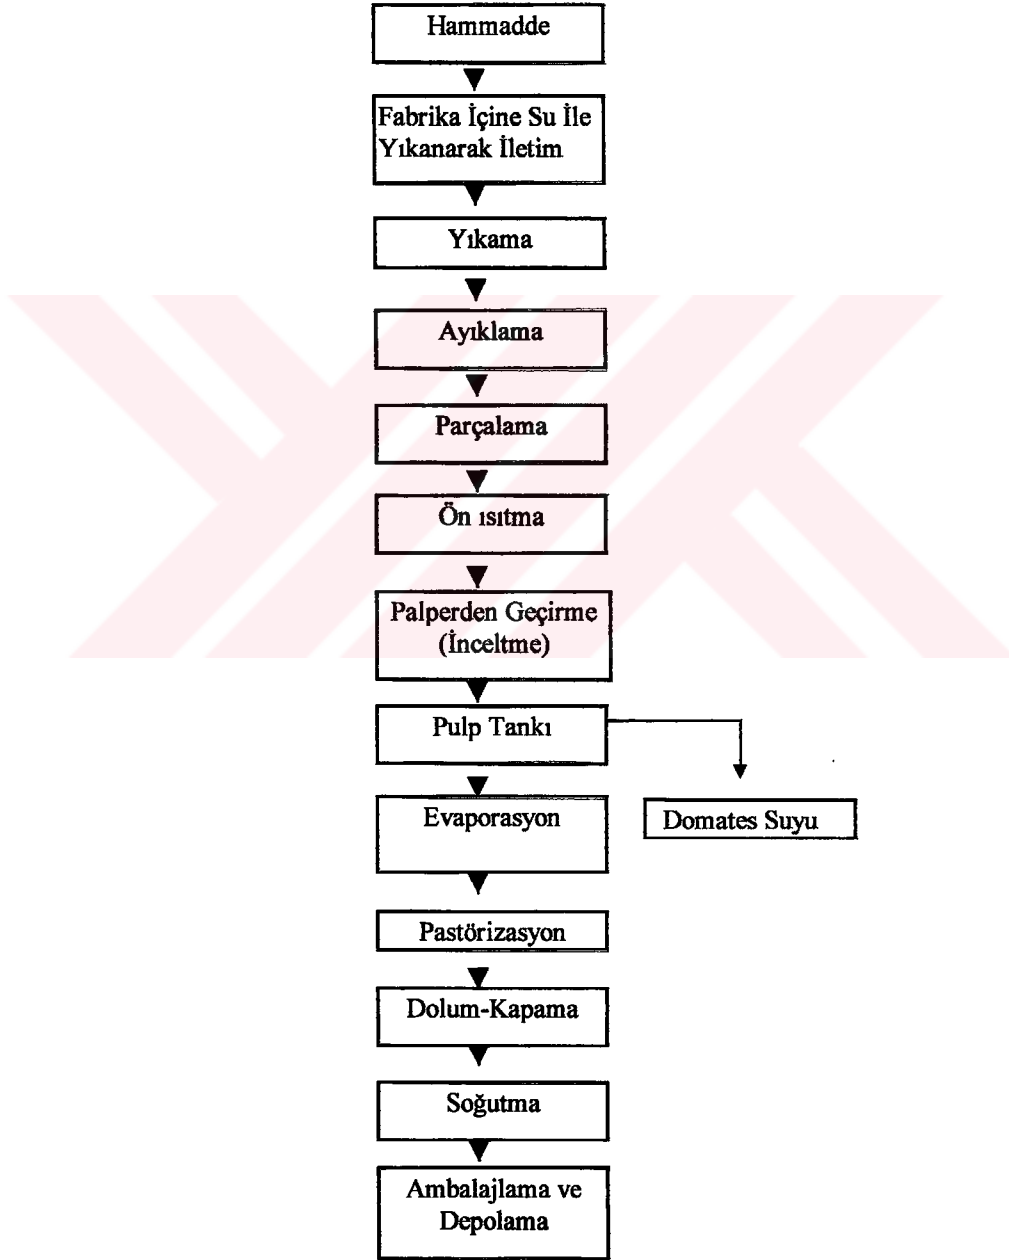 Hammadde
Fabrika İçine Su İle
Yıkanarak İletim
Yıkama
Ayıklama
Parçalama
Ön ısıtma
Palperden Geçirme
(İnceltme)
Pulp Tankı
Evaporasyon
Domates Suyu
Pastörizasyon
Dolum-Kapama
Soğutma
Ambalajlama ve
Depolama